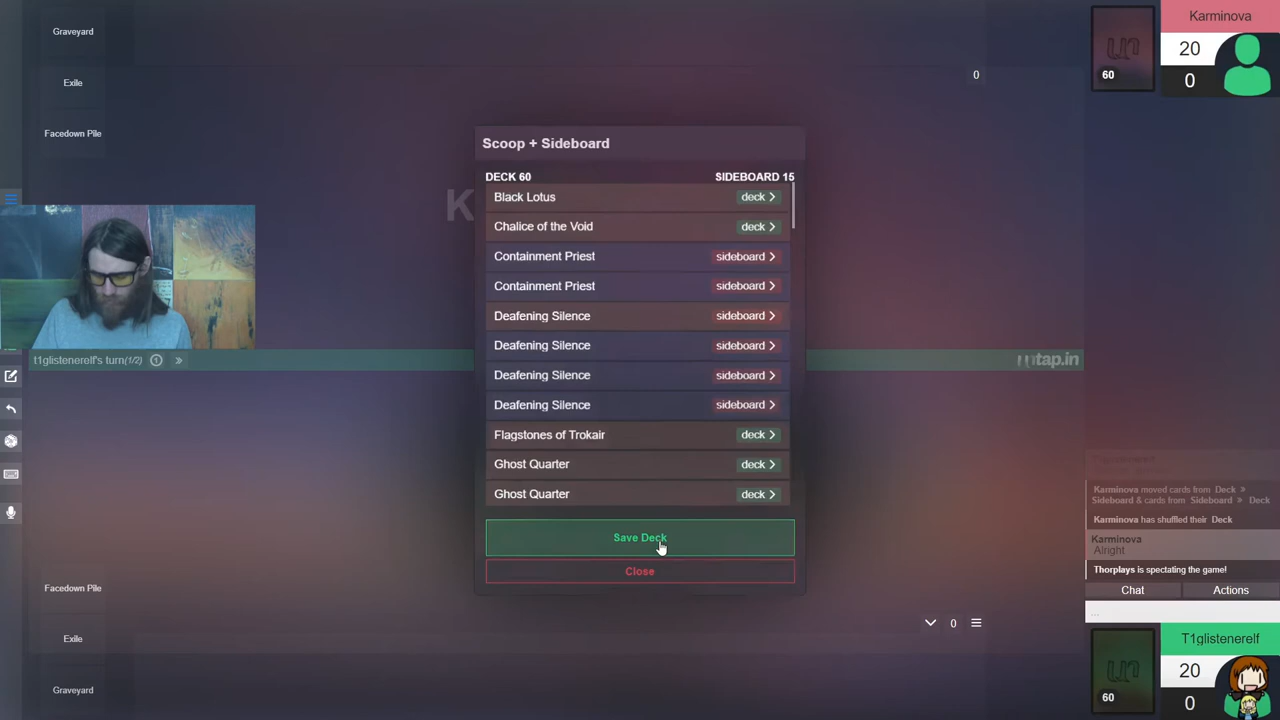 Graveyard
Exile
Facedown Pile
0
Karminova
60
20
0
Scoop + Sideboard
DECK 60 SIDEBOARD 15
Black Lotus deck
Chalice of the Void deck
Containment Priest sideboard
Containment Priest sideboard
Deafening Silence sideboard
Deafening Silence sideboard
Deafening Silence sideboard
Deafening Silence sideboard
Flagstones of Trokair deck
Ghost Quarter deck
Ghost Quarter deck
Save Deck
Close
K
t1glistenerelf's turn(1/2) 1 »
untap.in
Karminova moved cards from Deck »
Sideboard & cards from Sideboard » Deck
Karminova has shuffled their Deck
Karminova
Alright
Thorplays is spectating the game!
Chat Actions
...
Facedown Pile
Exile
Graveyard
0
T1glistenerelf
60
20
0